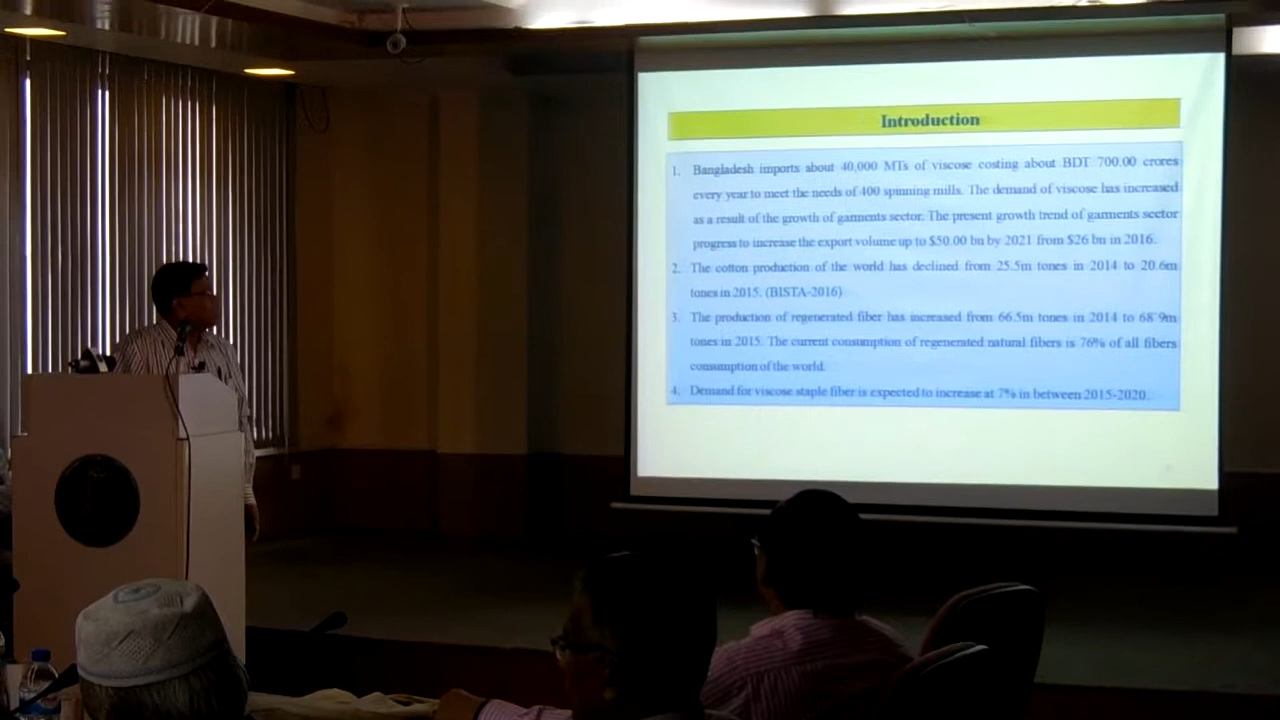 Introduction
1. Bangladesh imports about 40,000 MTs of viscose costing about BDT 700.00 crores
every year to meet the needs of 400 spinning mills. The demand of viscose has increased
as a result of the growth of garments sector. The present growth trend of garments sector
progress to increase the export volume up to $50.00 bn by 2021 from $26 bn in 2016.
2. The cotton production of the world has declined from 25.5m tones in 2014 to 20.6m
tones in 2015. (BISTA-2016)
3. The production of regenerated fiber has increased from 66.5m tones in 2014 to 68.9m
tones in 2015. The current consumption of regenerated natural fibers is 76% of all fibers
consumption of the world.
4. Demand for viscose staple fiber is expected to increase at 7% in between 2015-2020.